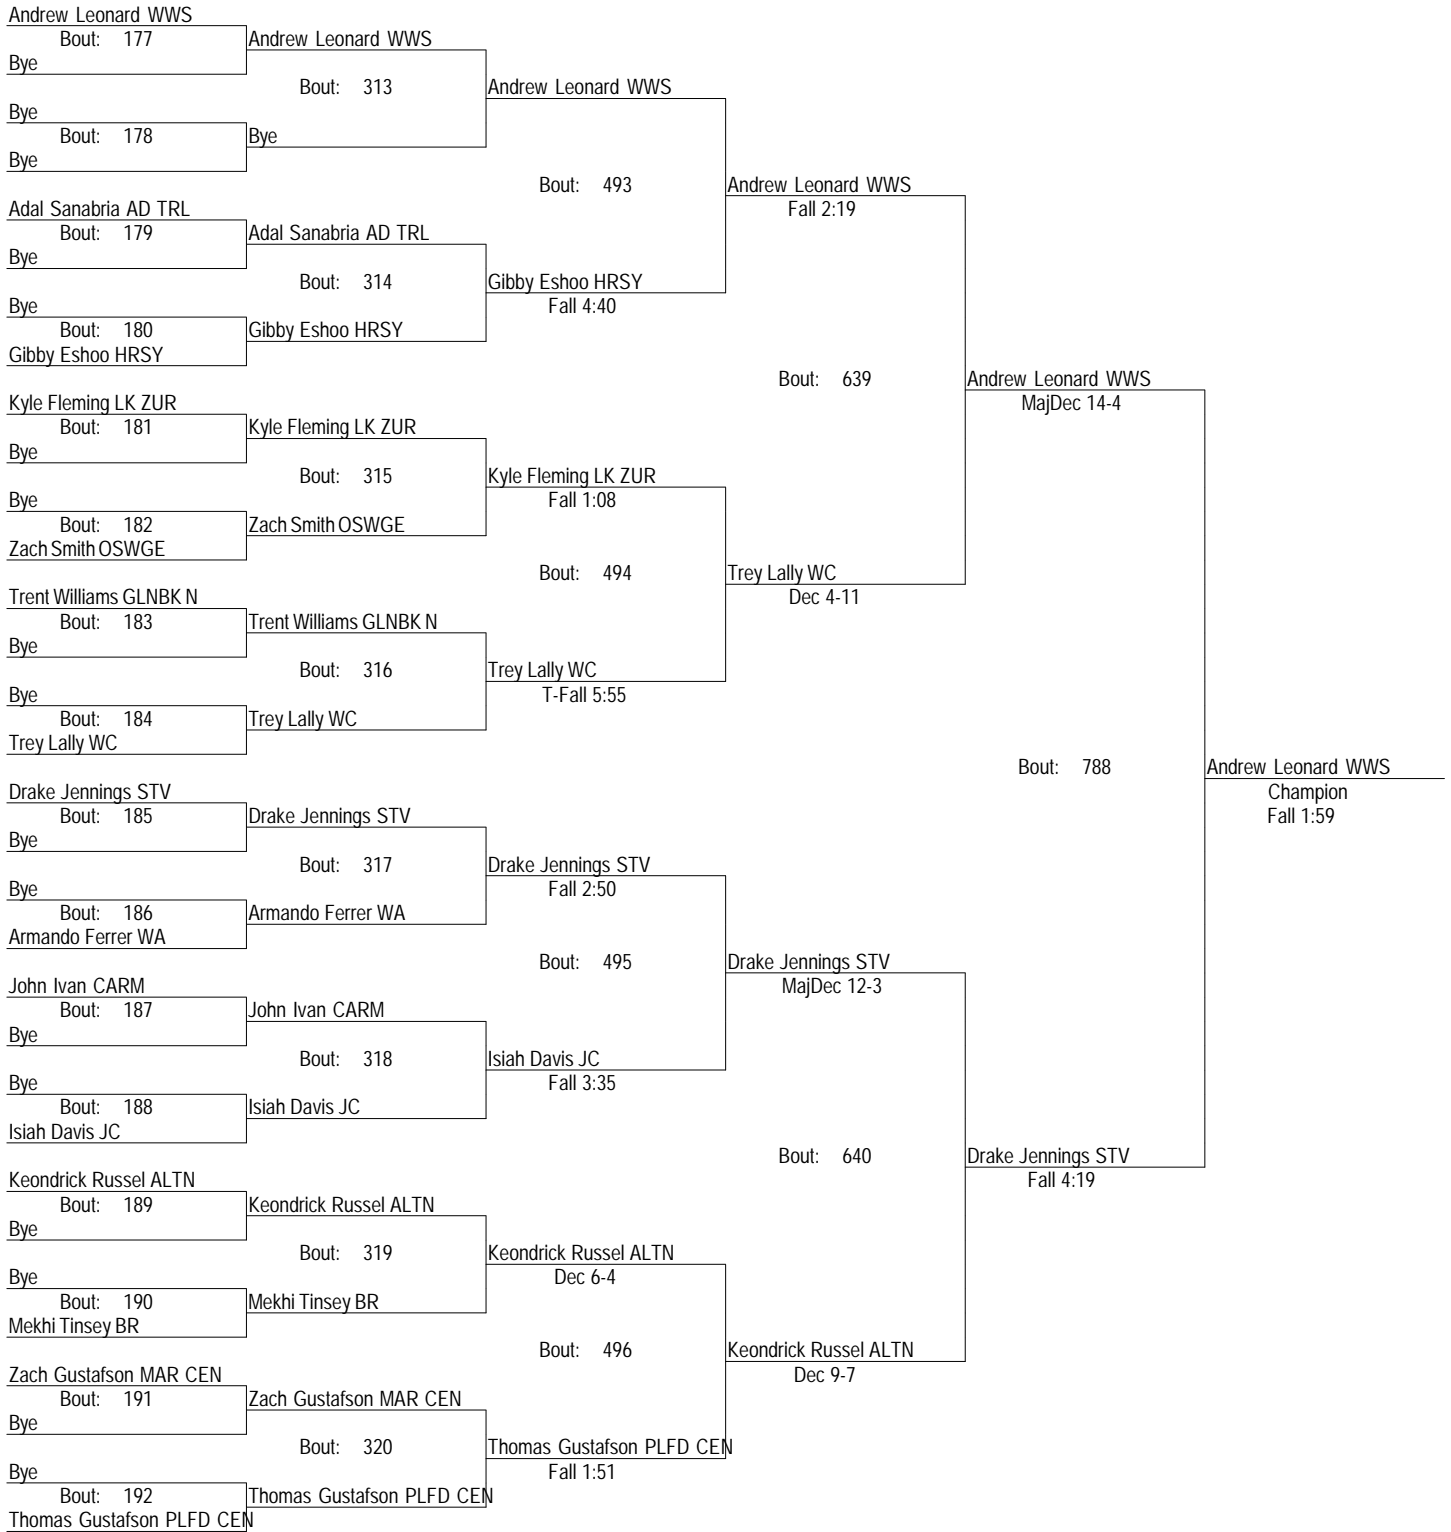 Andrew Leonard WWS
Bout: 177
Andrew Leonard WWS
Bye
Bout: 313
Andrew Leonard WWS
Bye
Bout: 178
Bye
Bye
Bout: 493
Andrew Leonard WWS
Fall 2:19
Adal Sanabria AD TRL
Bout: 179
Adal Sanabria AD TRL
Bye
Bout: 314
Gibby Eshoo HRSY
Fall 4:40
Bye
Bout: 180
Gibby Eshoo HRSY
Gibby Eshoo HRSY
Bout: 639
Andrew Leonard WWS
MajDec 14-4
Kyle Fleming LK ZUR
Bout: 181
Kyle Fleming LK ZUR
Bye
Bout: 315
Kyle Fleming LK ZUR
Fall 1:08
Bye
Bout: 182
Zach Smith OSWGE
Zach Smith OSWGE
Bout: 494
Trey Lally WC
Dec 4-11
Trent Williams GLNBK N
Bout: 183
Trent Williams GLNBK N
Bye
Bout: 316
Trey Lally WC
T-Fall 5:55
Bye
Bout: 184
Trey Lally WC
Trey Lally WC
Bout: 788
Andrew Leonard WWS
Champion
Fall 1:59
Drake Jennings STV
Bout: 185
Drake Jennings STV
Bye
Bout: 317
Drake Jennings STV
Fall 2:50
Bye
Bout: 186
Armando Ferrer WA
Armando Ferrer WA
Bout: 495
Drake Jennings STV
MajDec 12-3
John Ivan CARM
Bout: 187
John Ivan CARM
Bye
Bout: 318
Isiah Davis JC
Fall 3:35
Bye
Bout: 188
Isiah Davis JC
Isiah Davis JC
Bout: 640
Drake Jennings STV
Fall 4:19
Keondrick Russel ALTN
Bout: 189
Keondrick Russel ALTN
Bye
Bout: 319
Keondrick Russel ALTN
Dec 6-4
Bye
Bout: 190
Mekhi Tinsey BR
Mekhi Tinsey BR
Bout: 496
Keondrick Russel ALTN
Dec 9-7
Zach Gustafson MAR CEN
Bout: 191
Zach Gustafson MAR CEN
Bye
Bout: 320
Thomas Gustafson PLFD CEN
Fall 1:51
Bye
Bout: 192
Thomas Gustafson PLFD CEN
Thomas Gustafson PLFD CEN